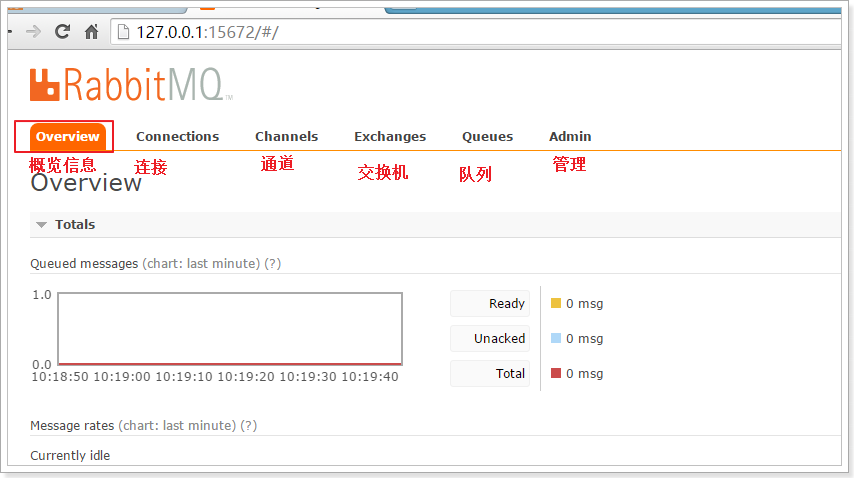 127.0.0.1:15672/#/
RabbitMQ™
Overview Connections Channels Exchanges Queues Admin
概览信息 连接 通道 交换机 队列 管理
Overview
Totals
Queued messages (chart: last minute) (?)
1.0
0.0
10:18:50 10:19:00 10:19:10 10:19:20 10:19:30 10:19:40
Ready 0 msg
Unacked 0 msg
Total 0 msg
Message rates (chart: last minute) (?)
Currently idle